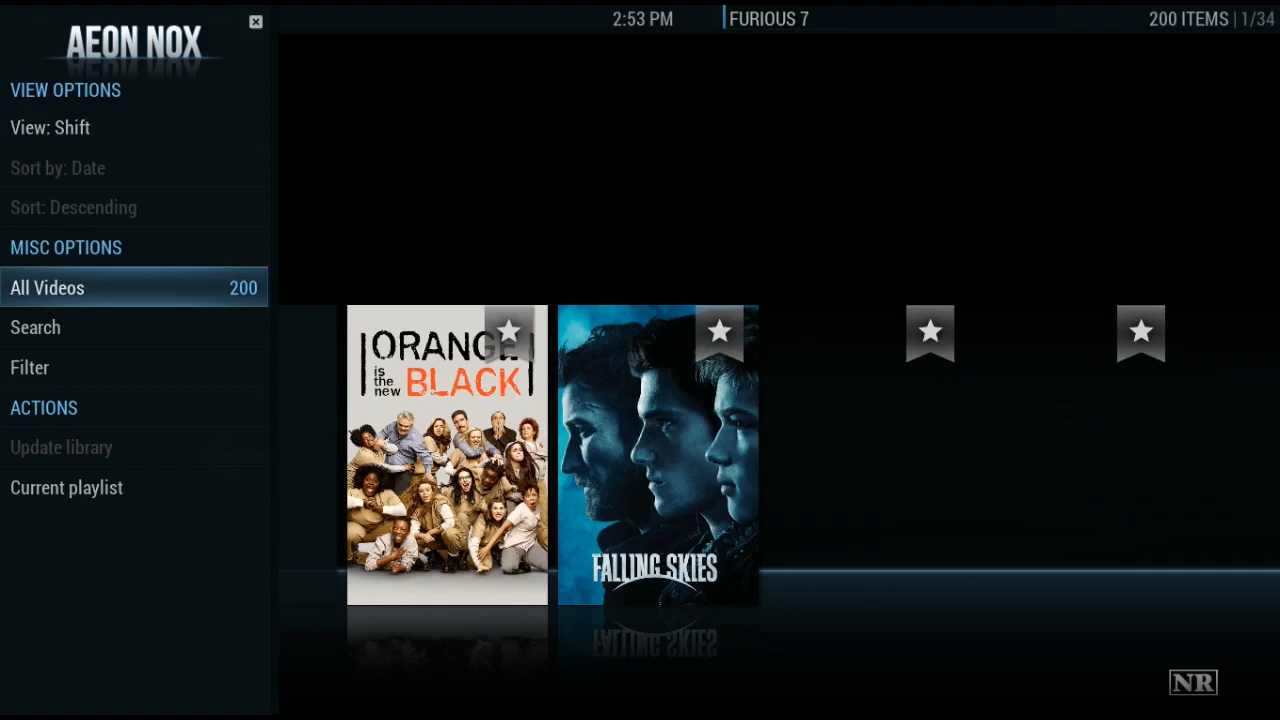 AEON NOX
2:53 PM
FURIOUS 7
200 ITEMS | 1/34
VIEW OPTIONS
View: Shift
Sort by: Date
Sort: Descending
MISC OPTIONS
All Videos 200
Search
Filter
ACTIONS
Update library
Current playlist
ORANGE
is
the
new BLACK
FALLING SKIES
NR